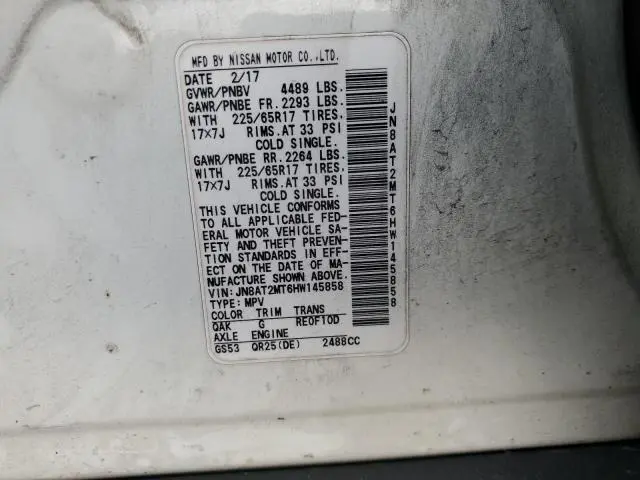 MFD BY NISSAN MOTOR CO.,LTD.
DATE 2/17
GVWR/PNBV 4489 LBS.
GAWR/PNBE FR. 2293 LBS.
WITH 225/65R17 TIRES.
17x7J RIMS. AT 33 PSI
COLD SINGLE.
GAWR/PNBE RR. 2264 LBS.
WITH 225/65R17 TIRES.
17x7J RIMS. AT 33 PSI
COLD SINGLE.
THIS VEHICLE CONFORMS
TO ALL APPLICABLE FED-
ERAL MOTOR VEHICLE SA-
FETY AND THEFT PREVEN-
TION STANDARDS IN EFF-
ECT ON THE DATE OF MA-
NUFACTURE SHOWN ABOVE.
VIN: JN8AT2MT6HW145858
TYPE: MPV
COLOR TRIM TRANS
QAK G RE0F10D
AXLE ENGINE
GS53 QR25(DE) 2488CC
JN8AT2MT6HW145858